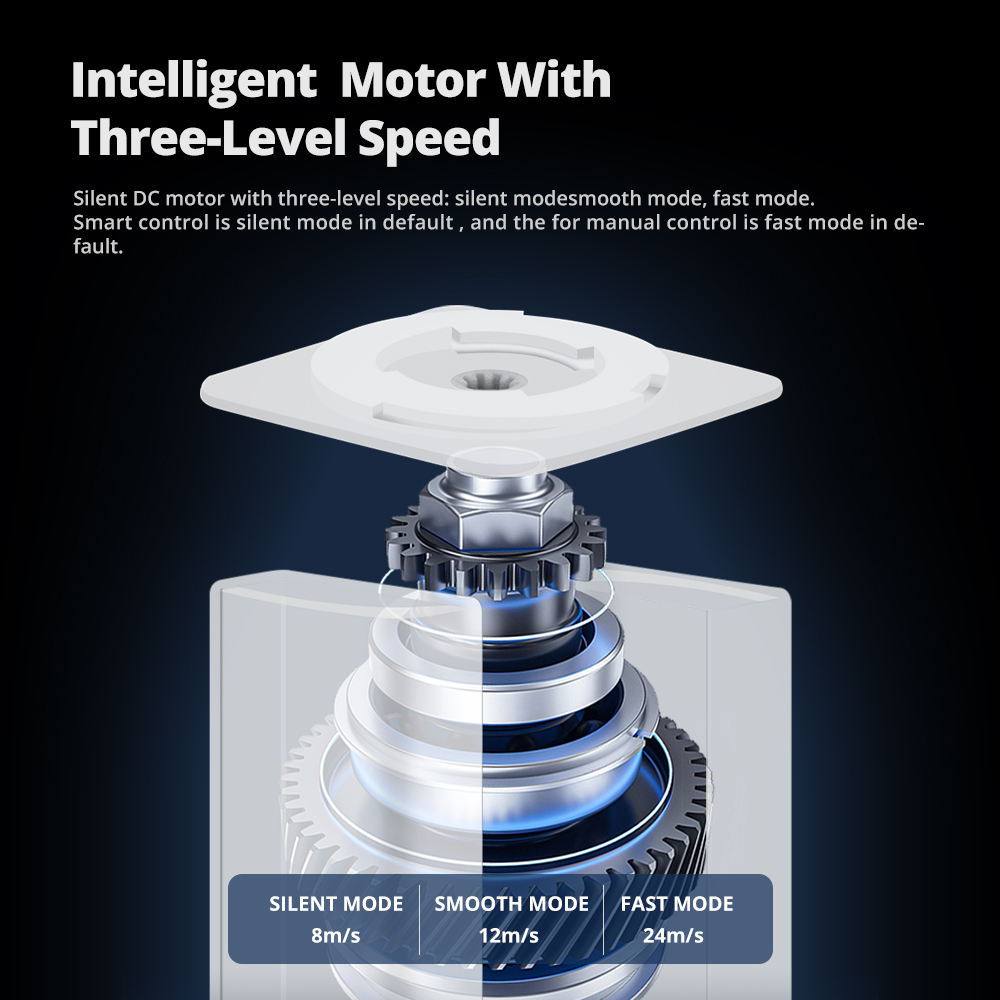 Intelligent  Motor With
Three-Level Speed
Silent DC motor with three-level speed: silent modesmooth mode, fast mode.
Smart control is silent mode in default , and the for manual control is fast mode in de-
fault.
SILENT MODE
8m/s
SMOOTH MODE
12m/s
FAST MODE
24m/s